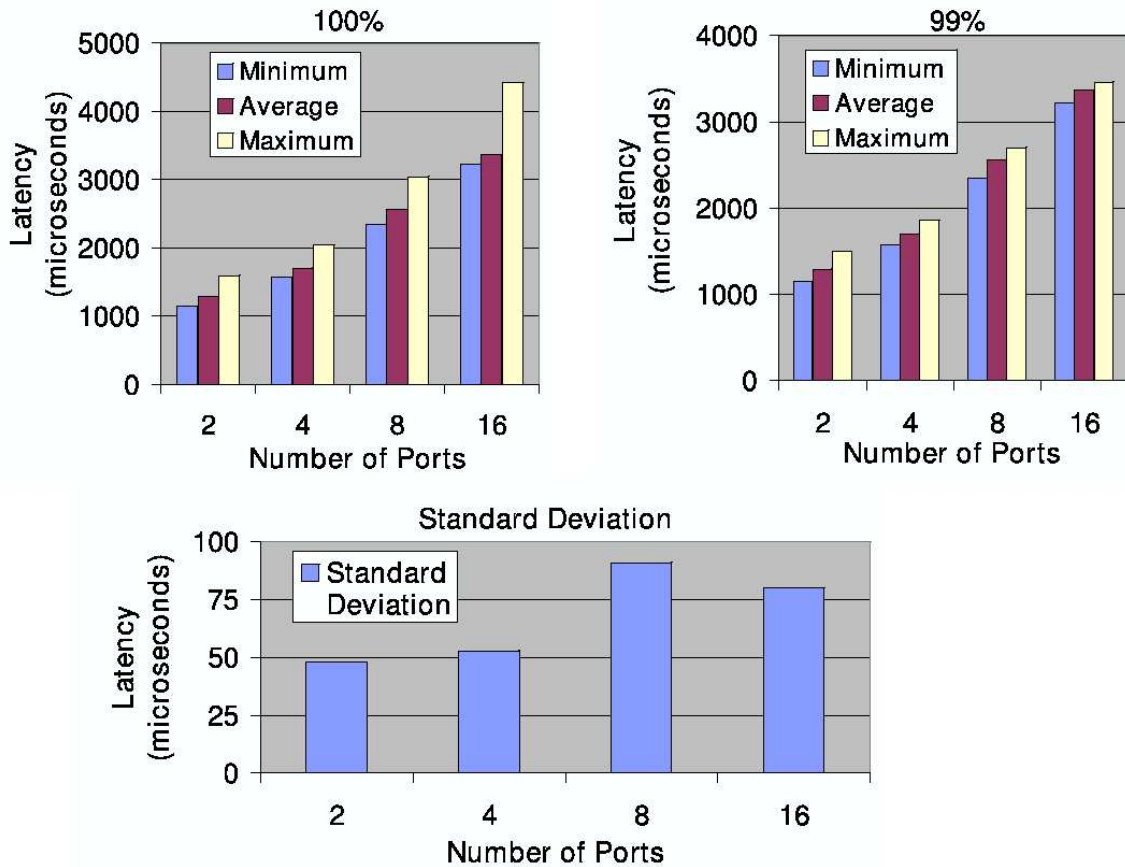 100%
5000
4000
3000
2000
1000
0
Latency
(microseconds)
Minimum
Average
Maximum
2 4 8 16
Number of Ports
99%
4000
3000
2000
1000
0
Latency
(microseconds)
Minimum
Average
Maximum
2 4 8 16
Number of Ports
Standard Deviation
100
75
50
25
0
Latency
(microseconds)
Standard
Deviation
2 4 8 16
Number of Ports